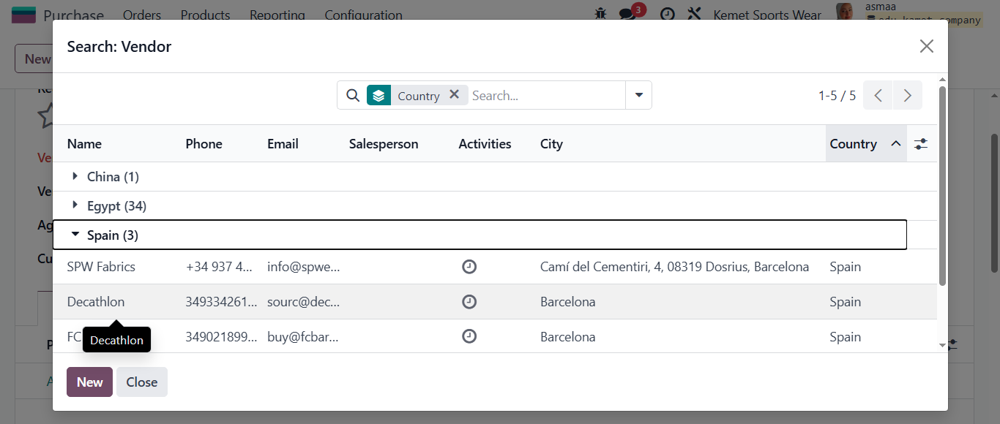 Purchase Orders Products Reporting Configuration 3 Kemet Sports Wear asmaa
edu_kemet_company
New
Search: Vendor
Country Search... 1-5 / 5
Name Phone Email Salesperson Activities City Country
China (1)
Egypt (34)
Spain (3)
SPW Fabrics +34 937 4... info@spwe... Camí del Cementiri, 4, 08319 Dosrius, Barcelona Spain
Decathlon 349334261... sourc@dec... Barcelona Spain
FC 349021899... buy@fcbar... Barcelona Spain
Decathlon
New Close